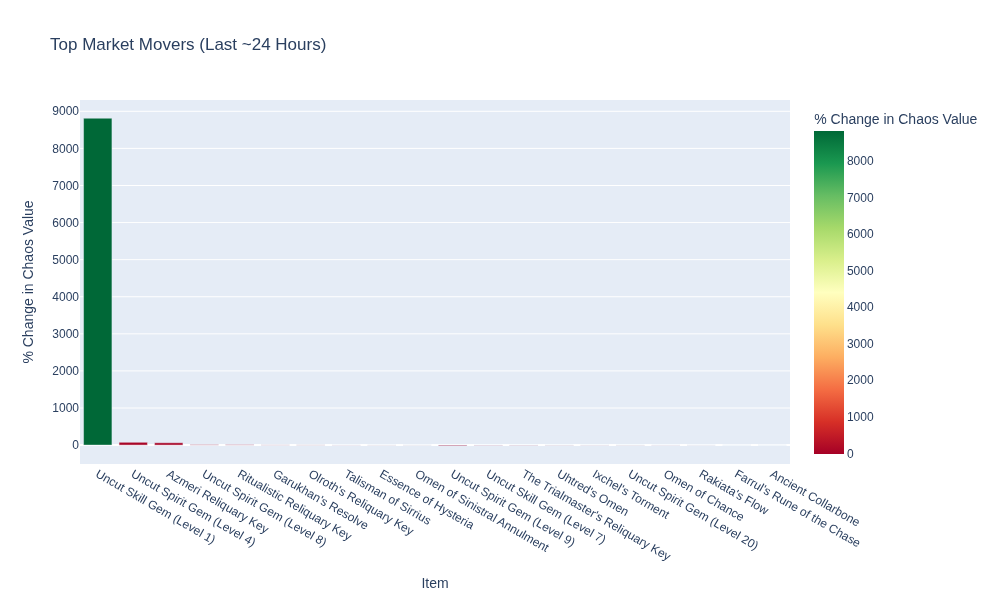 Top Market Movers (Last ~24 Hours)
% Change in Chaos Value
9000
8000
7000
6000
5000
4000
3000
2000
1000
0
% Change in Chaos Value
8000
7000
6000
5000
4000
3000
2000
1000
0
Uncut Skill Gem (Level 1)
Uncut Spirit Gem (Level 4)
Azmeri Reliquary Key
Uncut Spirit Gem (Level 8)
Ritualistic Reliquary Key
Garukhan's Resolve
Olroth's Reliquary Key
Talisman of Sirrius
Essence of Hysteria
Omen of Sinistral Annulment
Uncut Spirit Gem (Level 9)
Uncut Skill Gem (Level 7)
The Trialmaster's Reliquary Key
Uhtred's Omen
Ixchel's Torment
Uncut Spirit Gem (Level 20)
Omen of Chance
Rakiata's Flow
Farrul's Rune of the Chase
Ancient Collarbone
Item